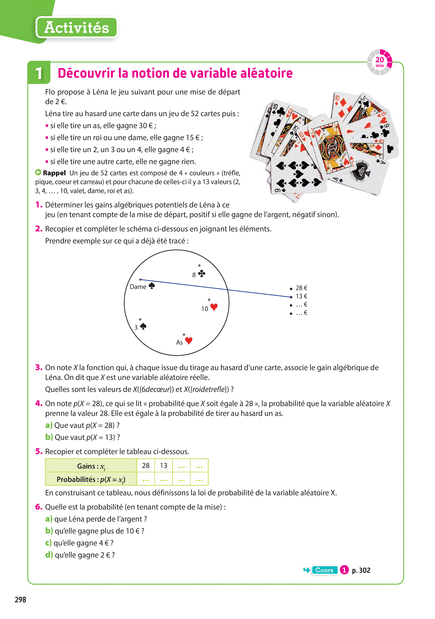 Activités
20
min
1 Découvrir la notion de variable aléatoire
Flo propose à Léna le jeu suivant pour une mise de départ
de 2 €.
Léna tire au hasard une carte dans un jeu de 52 cartes puis :
• si elle tire un as, elle gagne 30 € ;
• si elle tire un roi ou une dame, elle gagne 15 € ;
• si elle tire un 2, un 3 ou un 4, elle gagne 4 € ;
• si elle tire une autre carte, elle ne gagne rien.
Rappel Un jeu de 52 cartes est composé de 4 « couleurs » (trèfle,
pique, coeur et carreau) et pour chacune de celles-ci il y a 13 valeurs (2,
3, 4, … , 10, valet, dame, roi et as).
1. Déterminer les gains algébriques potentiels de Léna à ce
jeu (en tenant compte de la mise de départ, positif si elle gagne de l'argent, négatif sinon).
2. Recopier et compléter le schéma ci-dessous en joignant les éléments.
Prendre exemple sur ce qui a déjà été tracé :
8 ♣
Dame ♠
10 ♥
3 ♠
As ♥
• 28 €
• 13 €
• … €
• … €
3. On note X la fonction qui, à chaque issue du tirage au hasard d'une carte, associe le gain algébrique de
Léna. On dit que X est une variable aléatoire réelle.
Quelles sont les valeurs de X({6decœur}) et X({roidetrefle}) ?
4. On note p(X = 28), ce qui se lit « probabilité que X soit égale à 28 », la probabilité que la variable aléatoire X
prenne la valeur 28. Elle est égale à la probabilité de tirer au hasard un as.
a) Que vaut p(X = 28) ?
b) Que vaut p(X = 13) ?
5. Recopier et compléter le tableau ci-dessous.
Gains : xᵢ 28 13 … …
Probabilités : p(X = xᵢ) … … … …
En construisant ce tableau, nous définissons la loi de probabilité de la variable aléatoire X.
6. Quelle est la probabilité (en tenant compte de la mise) :
a) que Léna perde de l'argent ?
b) qu'elle gagne plus de 10 € ?
c) qu'elle gagne 4 € ?
d) qu'elle gagne 2 € ?
Cours 1 p. 302
298